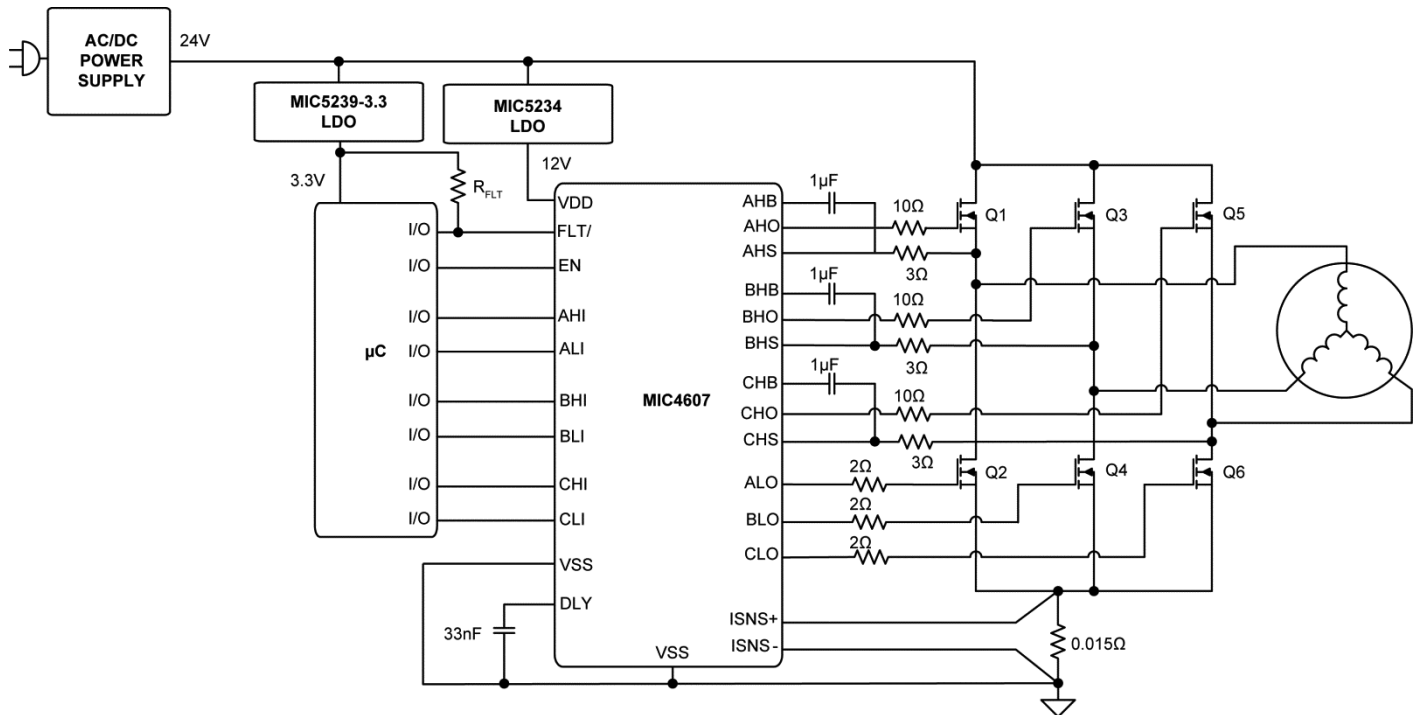 AC/DC
POWER
SUPPLY
24V
MIC5239-3.3
LDO
MIC5234
LDO
3.3V
R_FLT
12V
µC
I/O
I/O
I/O
I/O
I/O
I/O
I/O
I/O
MIC4607
VDD
FLT/
EN
AHI
ALI
BHI
BLI
CHI
CLI
VSS
DLY
33nF
VSS
AHB
AHO
AHS
BHB
BHO
BHS
CHB
CHO
CHS
ALO
BLO
CLO
ISNS+
ISNS-
1µF
10Ω
3Ω
1µF
10Ω
3Ω
1µF
10Ω
3Ω
2Ω
2Ω
2Ω
Q1
Q3
Q5
Q2
Q4
Q6
0.015Ω